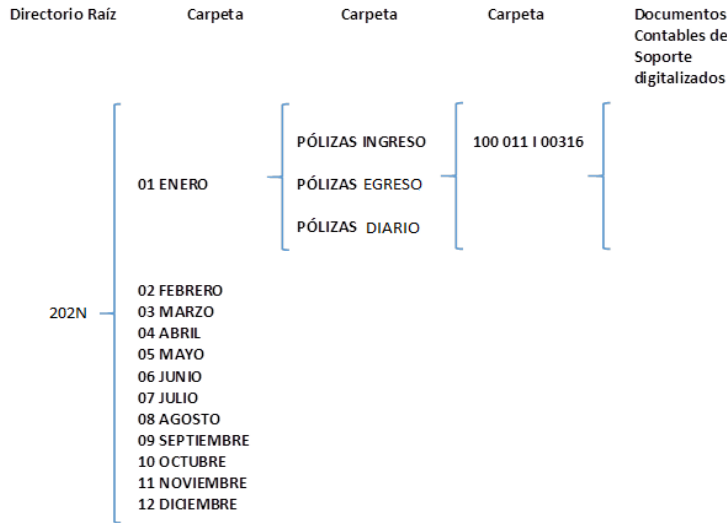 Directorio Raíz Carpeta Carpeta Carpeta Documentos
Contables de
Soporte
digitalizados
PÓLIZAS INGRESO 100 011 I 00316
01 ENERO PÓLIZAS EGRESO
PÓLIZAS DIARIO
02 FEBRERO
202N 03 MARZO
04 ABRIL
05 MAYO
06 JUNIO
07 JULIO
08 AGOSTO
09 SEPTIEMBRE
10 OCTUBRE
11 NOVIEMBRE
12 DICIEMBRE